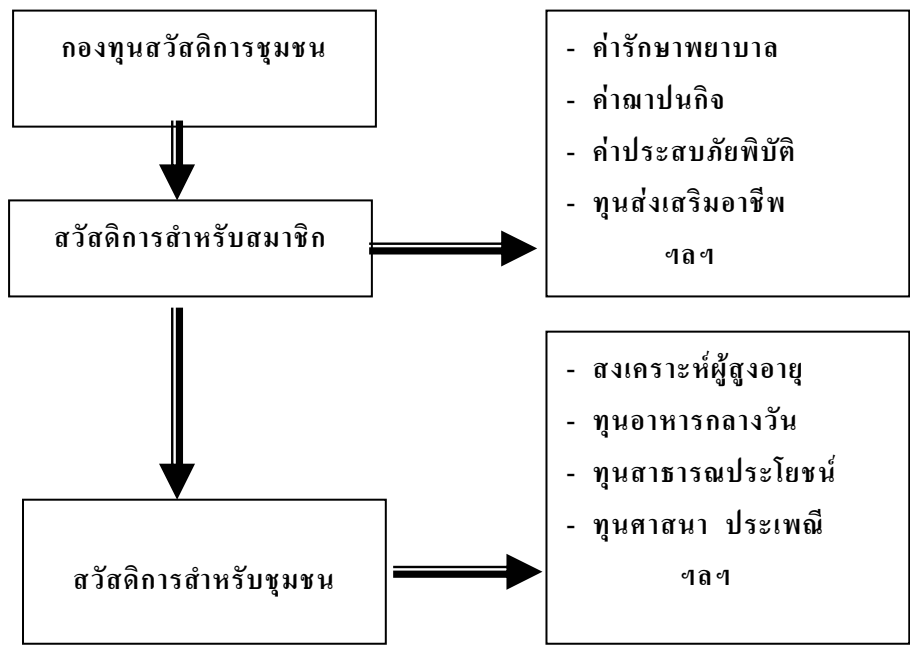 กองทุนสวัสดิการชุมชน
สวัสดิการสำหรับสมาชิก
- ค่ารักษาพยาบาล
- ค่าฌาปนกิจ
- ค่าประสบภัยพิบัติ
- ทุนส่งเสริมอาชีพ
ฯลฯ
สวัสดิการสำหรับชุมชน
- สงเคราะห์ผู้สูงอายุ
- ทุนอาหารกลางวัน
- ทุนสาธารณประโยชน์
- ทุนศาสนา ประเพณี
ฯลฯ